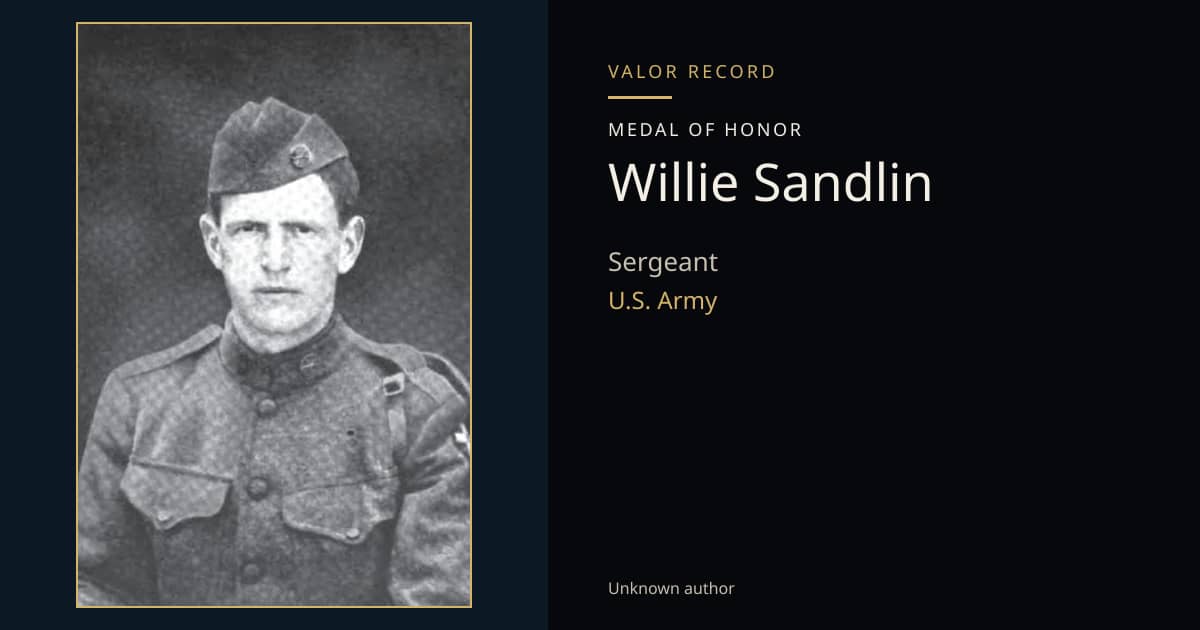 VALOR RECORD
MEDAL OF HONOR
Willie Sandlin
Sergeant
U.S. Army
Unknown author